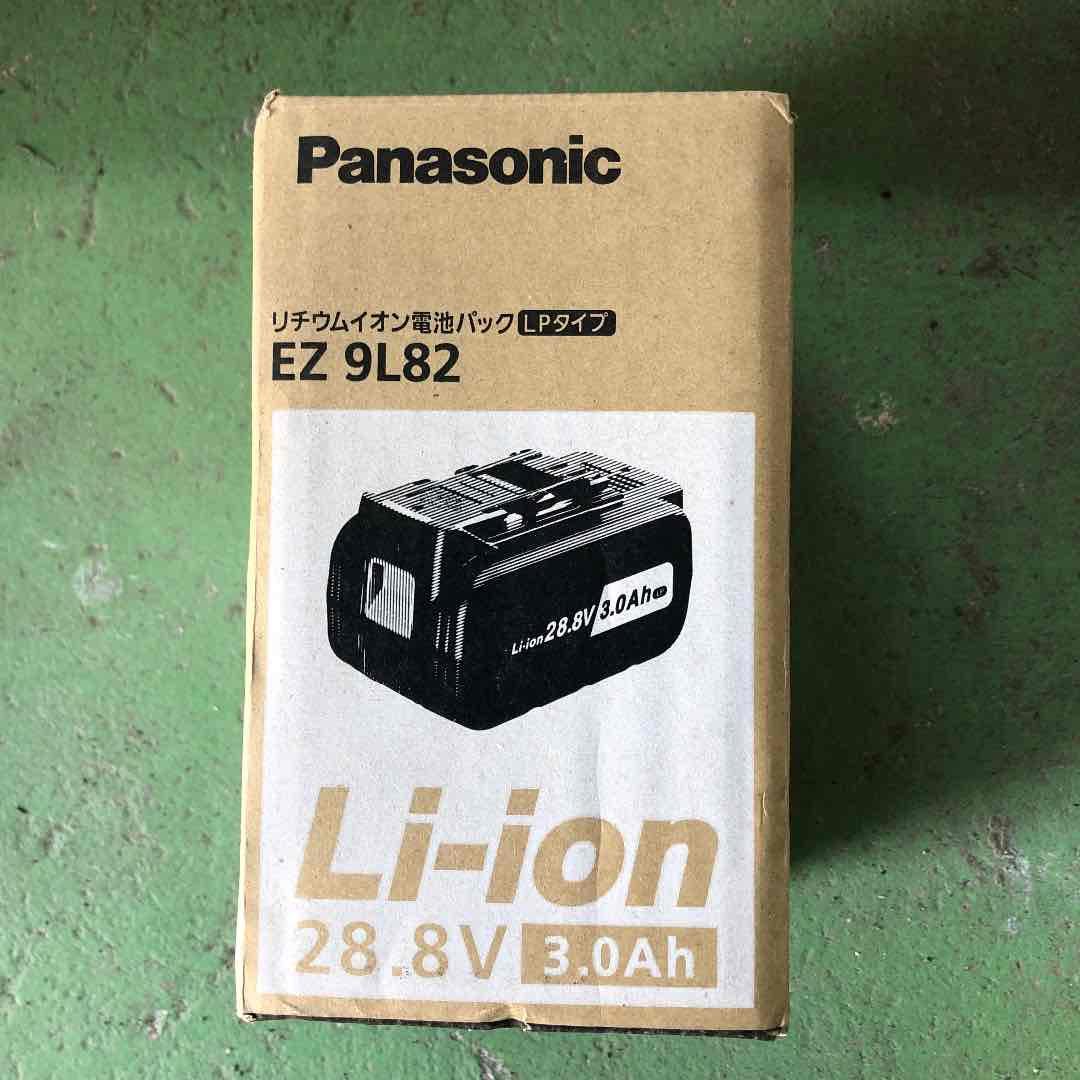 Panasonic
リチウムイオン電池パック LPタイプ
EZ 9L82
Li-ion 28.8V 3.0Ah
Li-ion
28.8V 3.0Ah